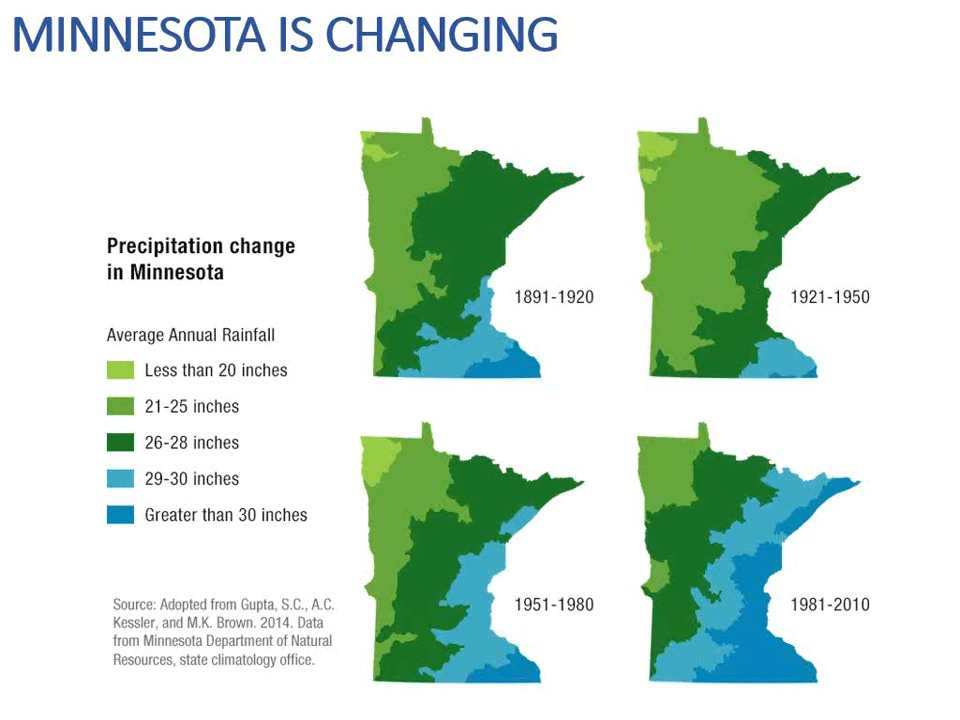 MINNESOTA IS CHANGING
Precipitation change
in Minnesota
Average Annual Rainfall
Less than 20 inches
21-25 inches
26-28 inches
29-30 inches
Greater than 30 inches
1891-1920
1921-1950
1951-1980
1981-2010
Source: Adopted from Gupta, S.C., A.C.
Kessler, and M.K. Brown. 2014. Data
from Minnesota Department of Natural
Resources, state climatology office.